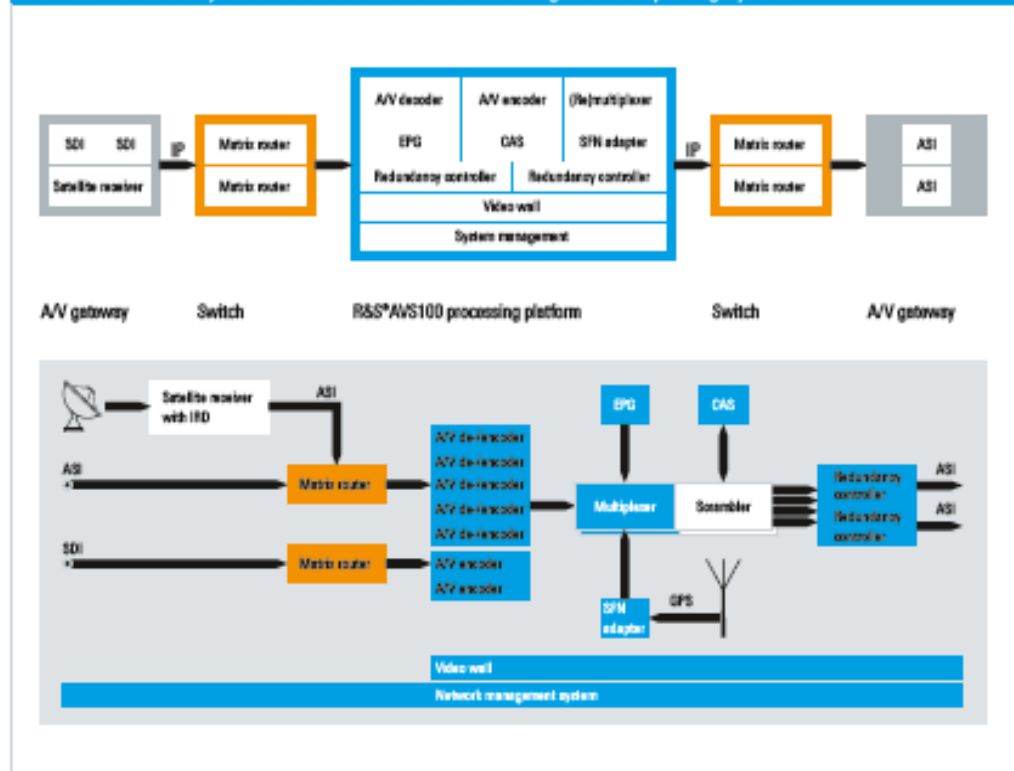 A/V decoder
A/V encoder
(Re)multiplexer
SDI SDI
IP
Matrix router
EPG
CAS
SFN adapter
IP
Matrix router
ASI
Satellite receiver
Matrix router
Redundancy controller
Redundancy controller
Matrix router
ASI
Video wall
System management
A/V gateway
Switch
R&S®AVS100 processing platform
Switch
A/V gateway
Satellite receiver
with IRD
ASI
EPG
CAS
A/V de-/encoder
A/V de-/encoder
A/V de-/encoder
A/V de-/encoder
A/V de-/encoder
ASI
Matrix router
Multiplexer
Scrambler
Redundancy
controller
Redundancy
controller
ASI
ASI
SDI
Matrix router
A/V encoder
A/V encoder
SFN
adapter
GPS
Video wall
Network management system